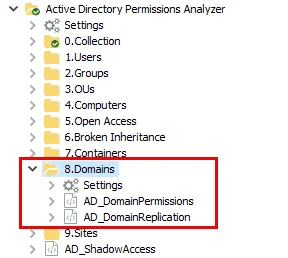 Active Directory Permissions Analyzer
Settings
0.Collection
1.Users
2.Groups
3.OUs
4.Computers
5.Open Access
6.Broken Inheritance
7.Containers
8.Domains
Settings
AD_DomainPermissions
AD_DomainReplication
9.Sites
AD_ShadowAccess